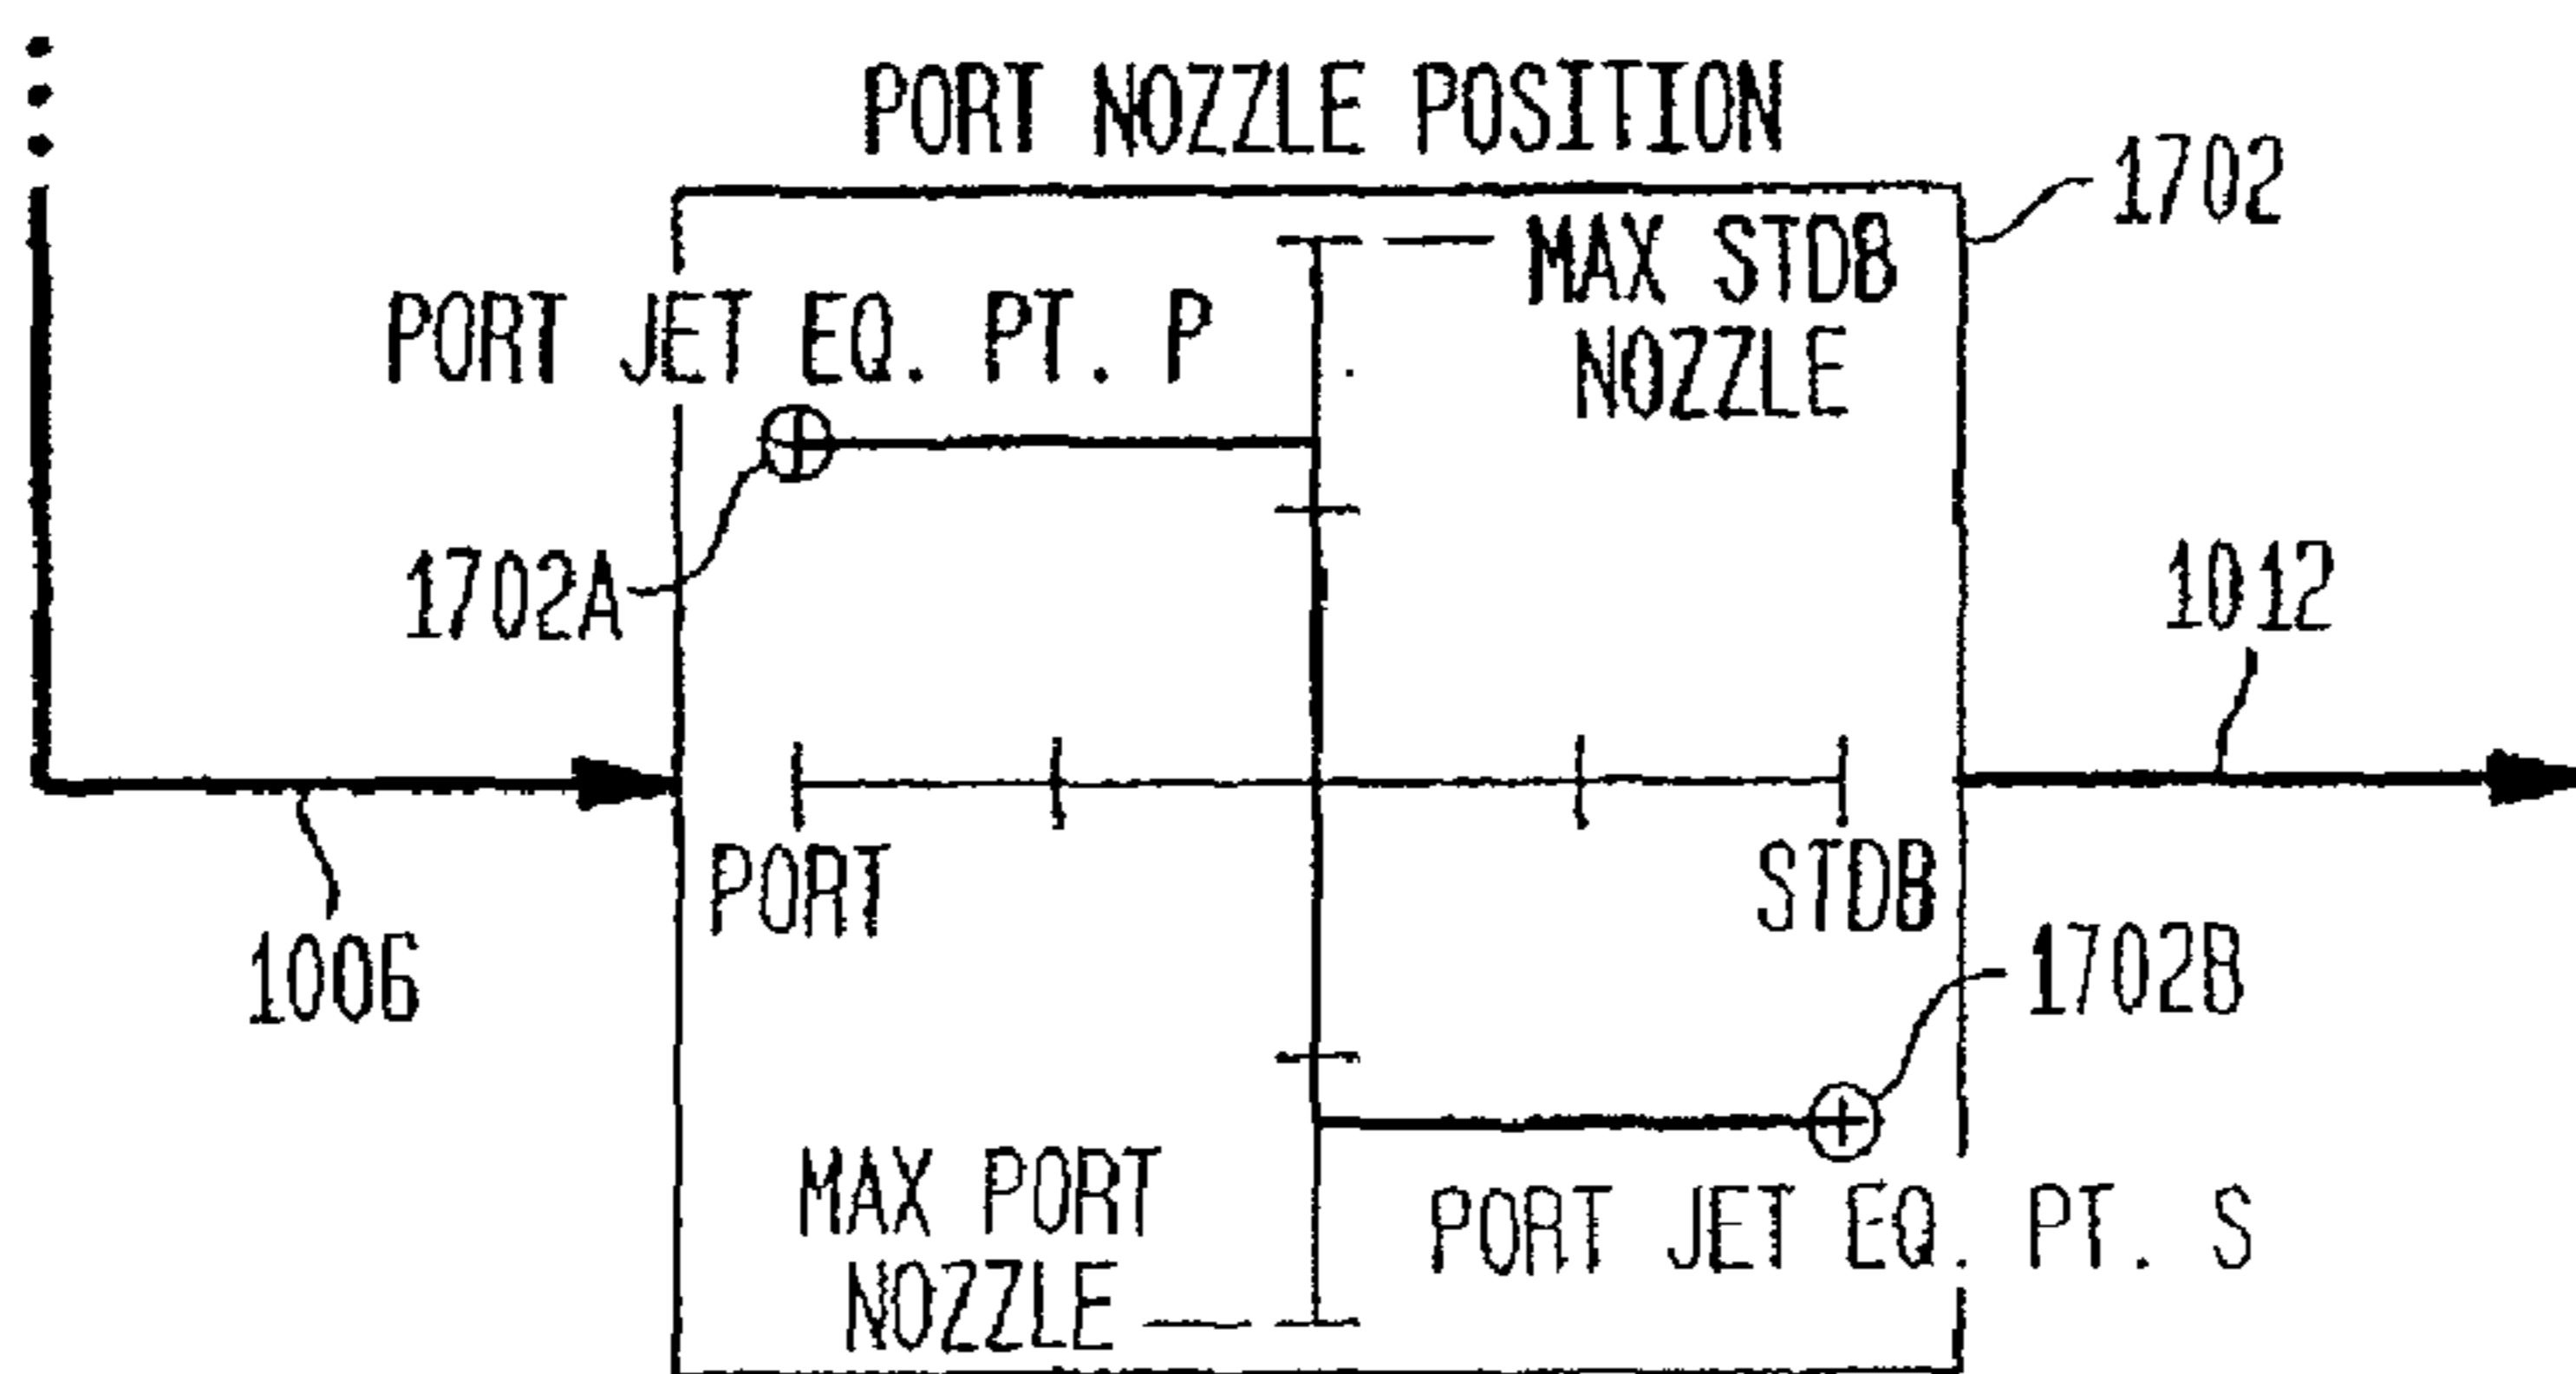 PORT NOZZLE POSITION
1702
MAX STDB
NOZZLE
PORT JET EQ. PT. P
1702A
1012
PORT
STDB
1006
1702B
MAX PORT
NOZZLE
PORT JET EQ. PT. S